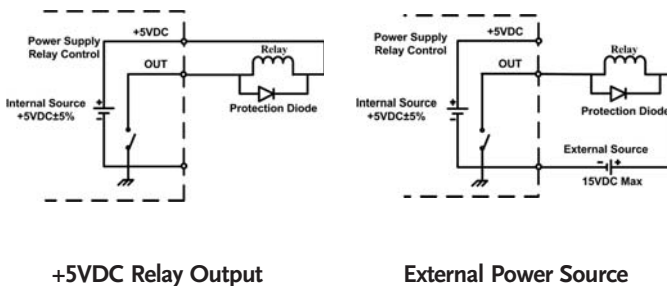 +5VDC
Power Supply
Relay Control
OUT
Relay
Internal Source
+5VDC±5%
Protection Diode
+5VDC Relay Output
+5VDC
Power Supply
Relay Control
OUT
Relay
Internal Source
+5VDC±5%
Protection Diode
External Source
15VDC Max
External Power Source